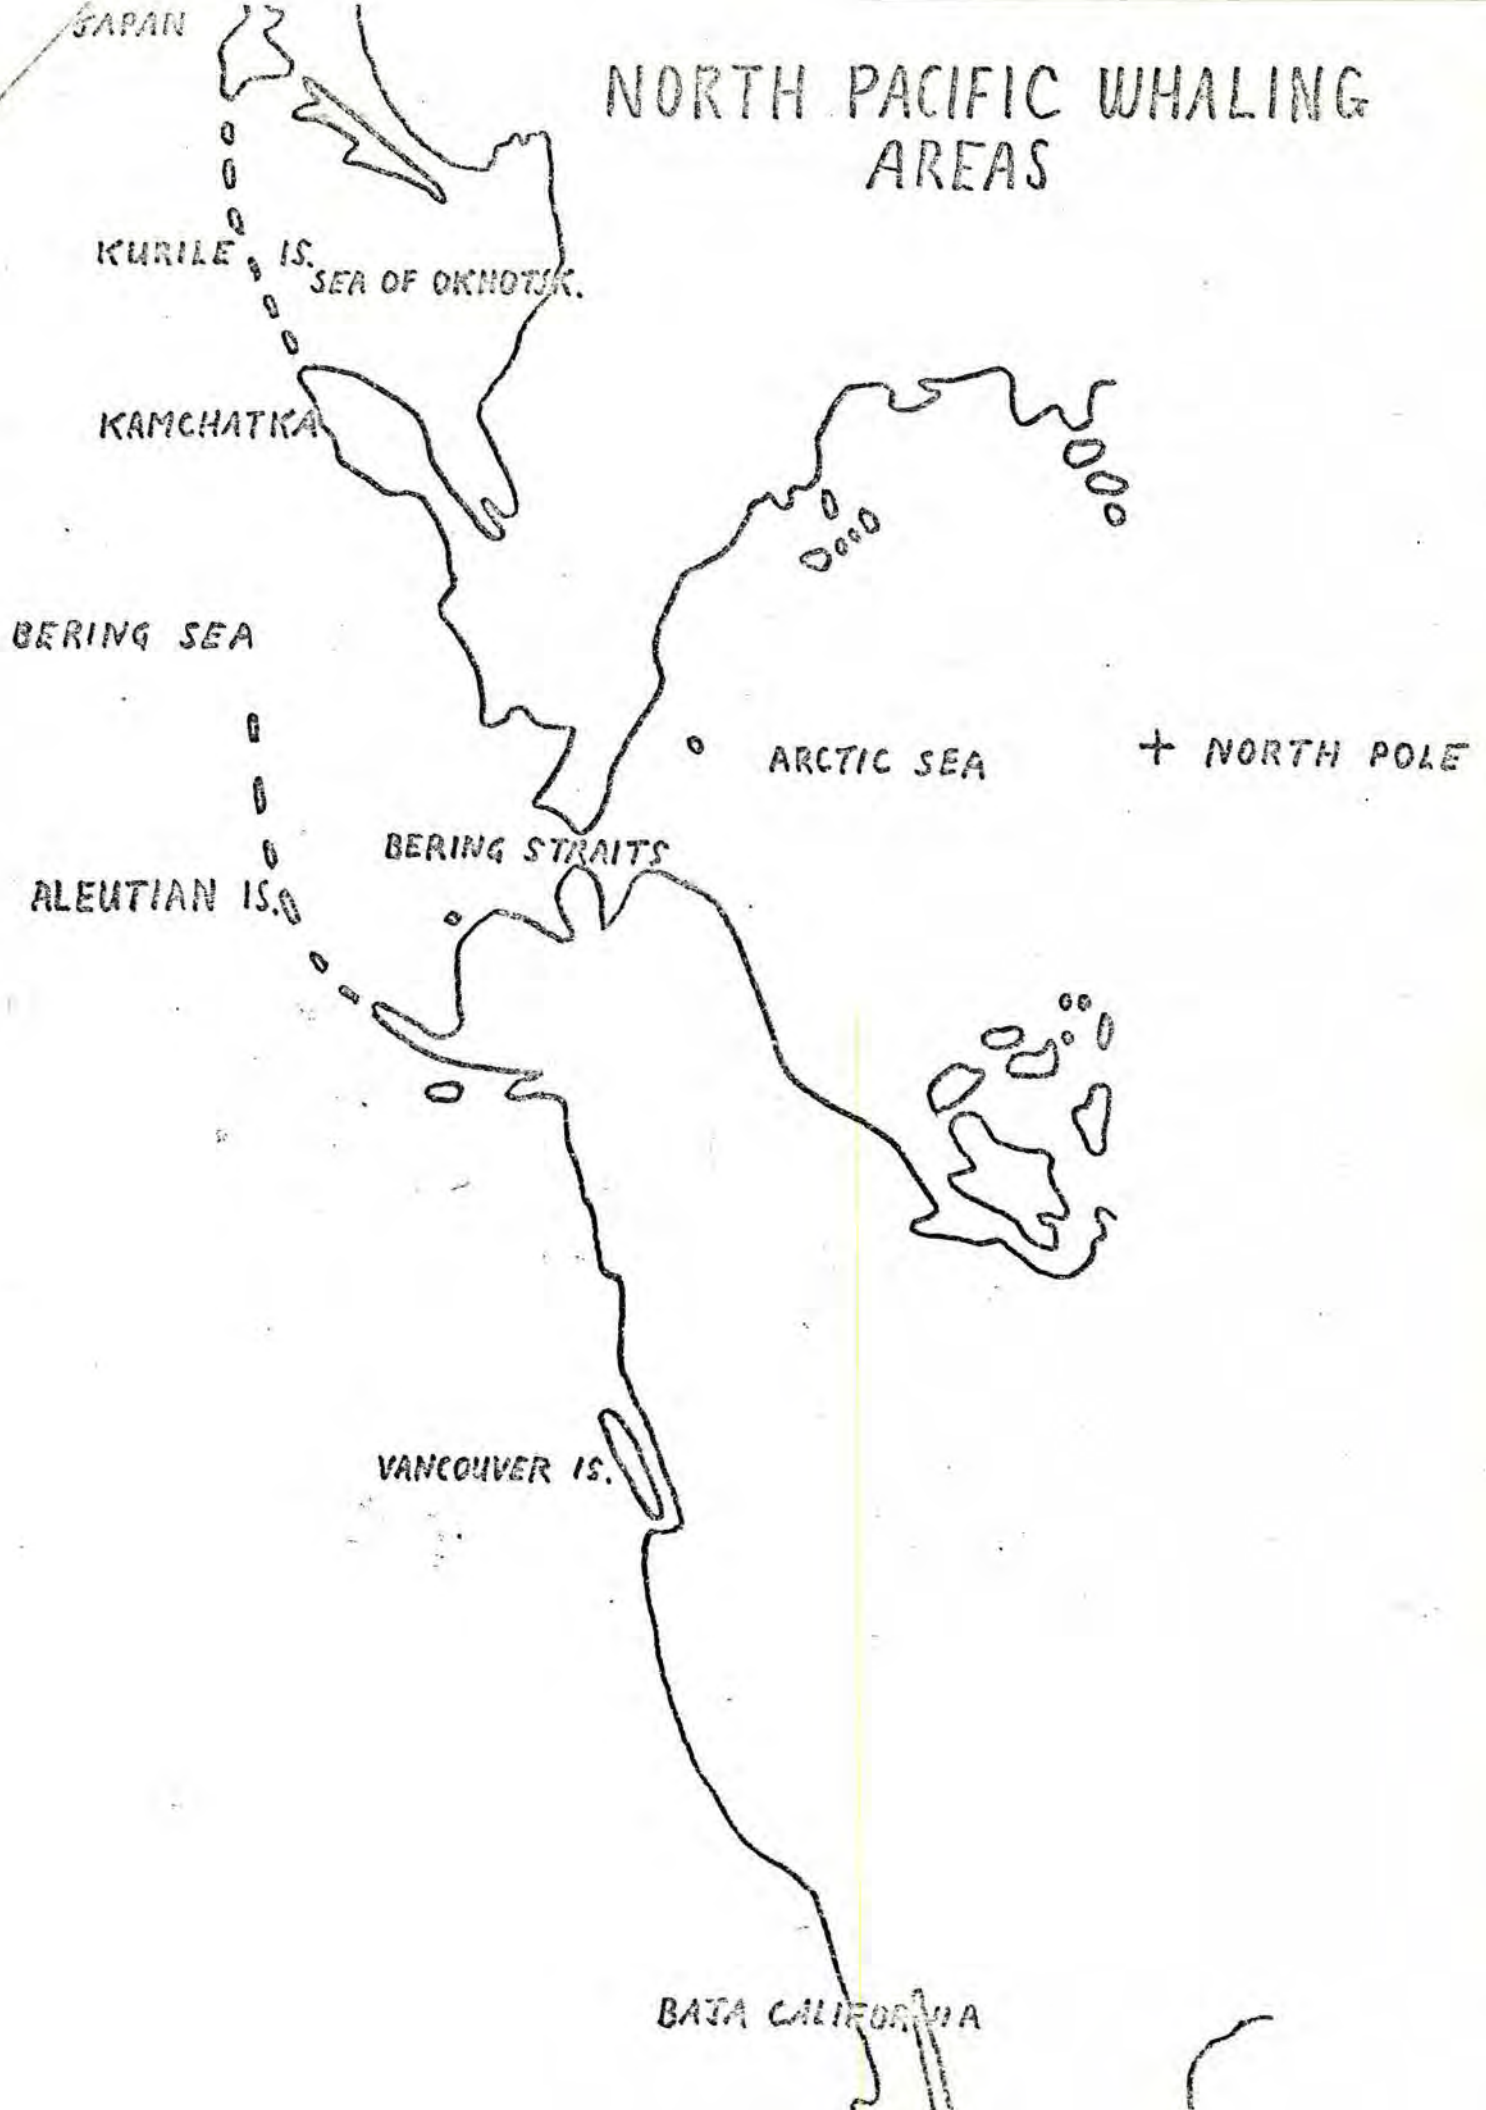 JAPAN
NORTH PACIFIC WHALING
AREAS
KURILE IS.
SEA OF OKHOTSK.
KAMCHATKA
BERING SEA
ARCTIC SEA
+ NORTH POLE
BERING STRAITS
ALEUTIAN IS.
VANCOUVER IS.
BAJA CALIFORNIA